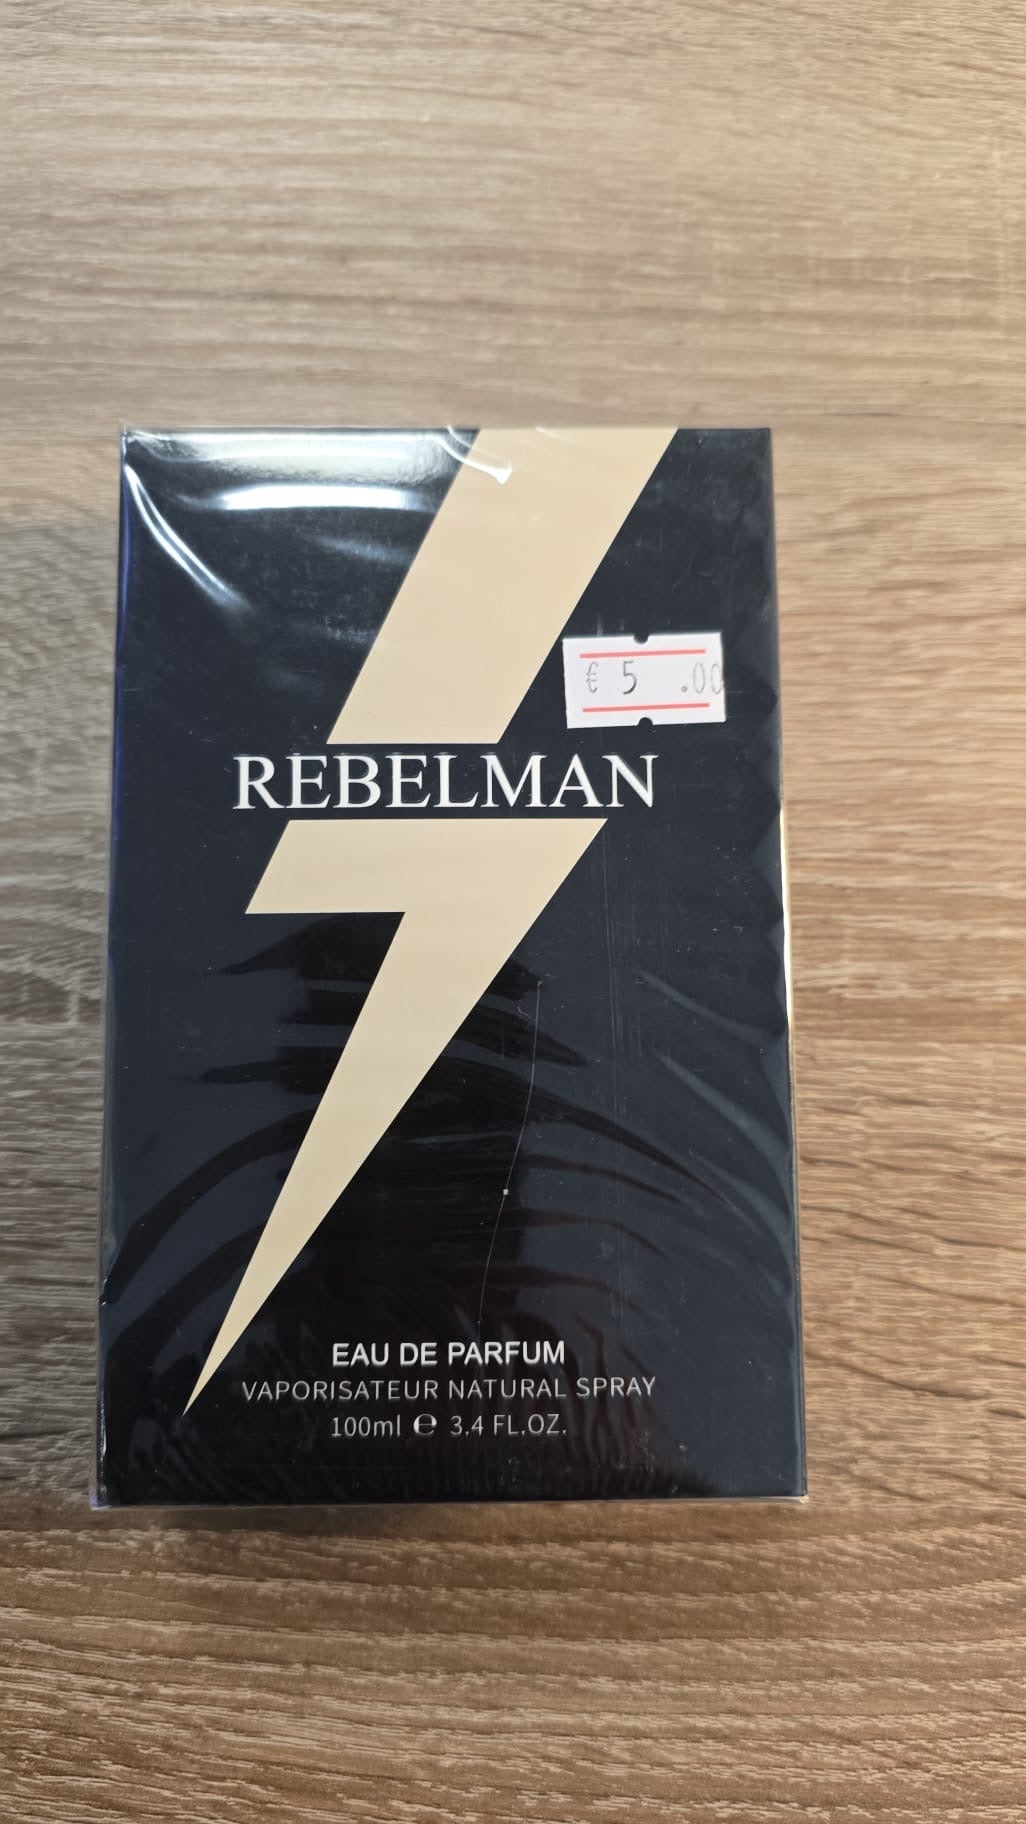 € 5 .00
REBELMAN
EAU DE PARFUM
VAPORISATEUR NATURAL SPRAY
100ml ℮ 3.4 FL.OZ.